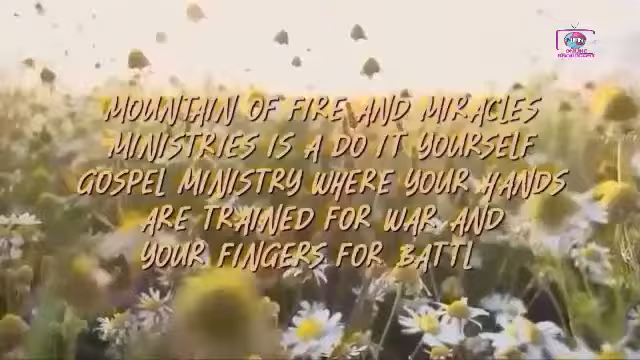 MOUNTAIN OF FIRE AND MIRACLES
MINISTRIES IS A DO IT YOURSELF
GOSPEL MINISTRY WHERE YOUR HANDS
ARE TRAINED FOR WAR AND
YOUR FINGERS FOR BATTL